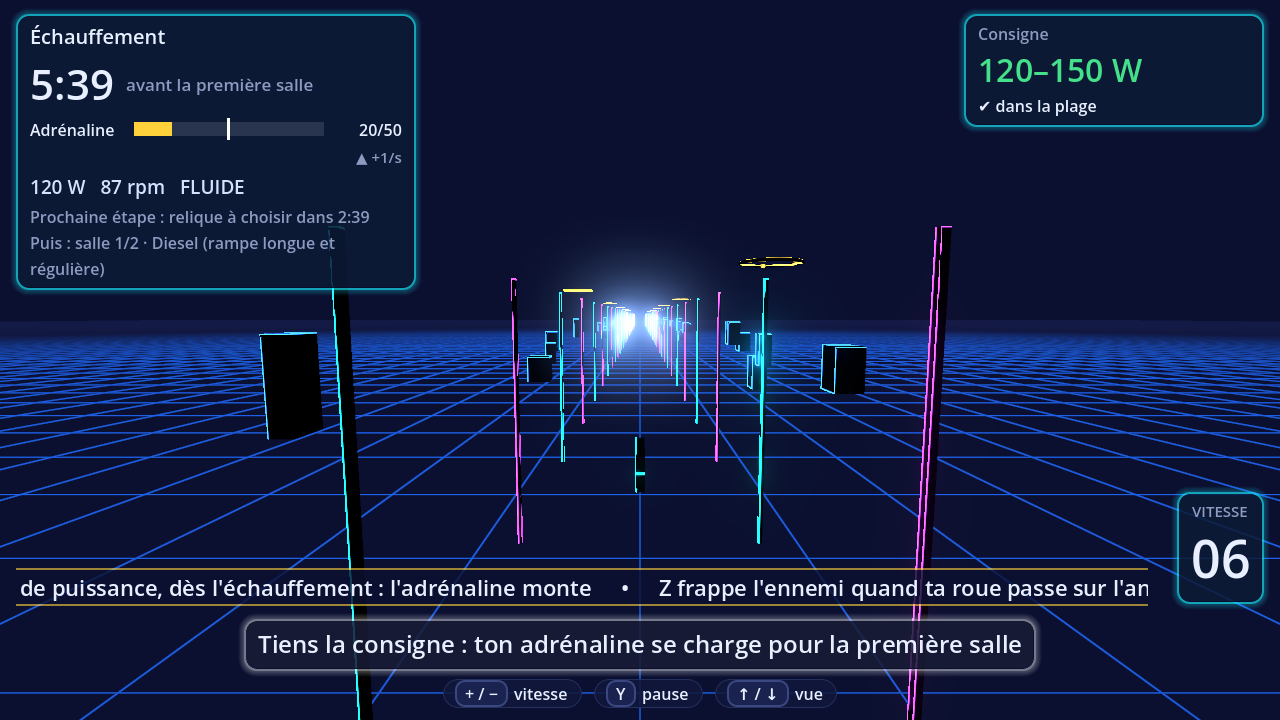 Échauffement
5:39 avant la première salle
Adrénaline 20/50
▲ +1/s
120 W 87 rpm FLUIDE
Prochaine étape : relique à choisir dans 2:39
Puis : salle 1/2 · Diesel (rampe longue et
régulière)
Consigne
120–150 W
✔ dans la plage
VITESSE
06
de puissance, dès l'échauffement : l'adrénaline monte • Z frappe l'ennemi quand ta roue passe sur l'an
Tiens la consigne : ton adrénaline se charge pour la première salle
+ / − vitesse Y pause ↑ / ↓ vue